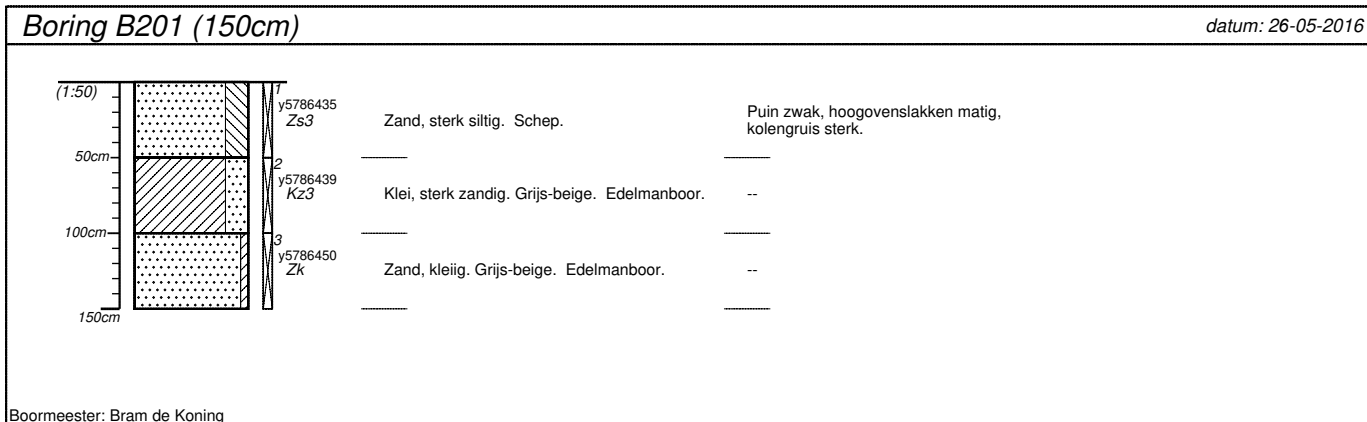 Boring B201 (150cm)
datum: 26-05-2016
(1:50)
1
y5786435
Zs3
Zand, sterk siltig. Schep.
Puin zwak, hoogovenslakken matig,
kolengruis sterk.
50cm
2
y5786439
Kz3
Klei, sterk zandig. Grijs-beige. Edelmanboor.
--
100cm
3
y5786450
Zk
Zand, kleiig. Grijs-beige. Edelmanboor.
--
150cm
Boormeester: Bram de Koning